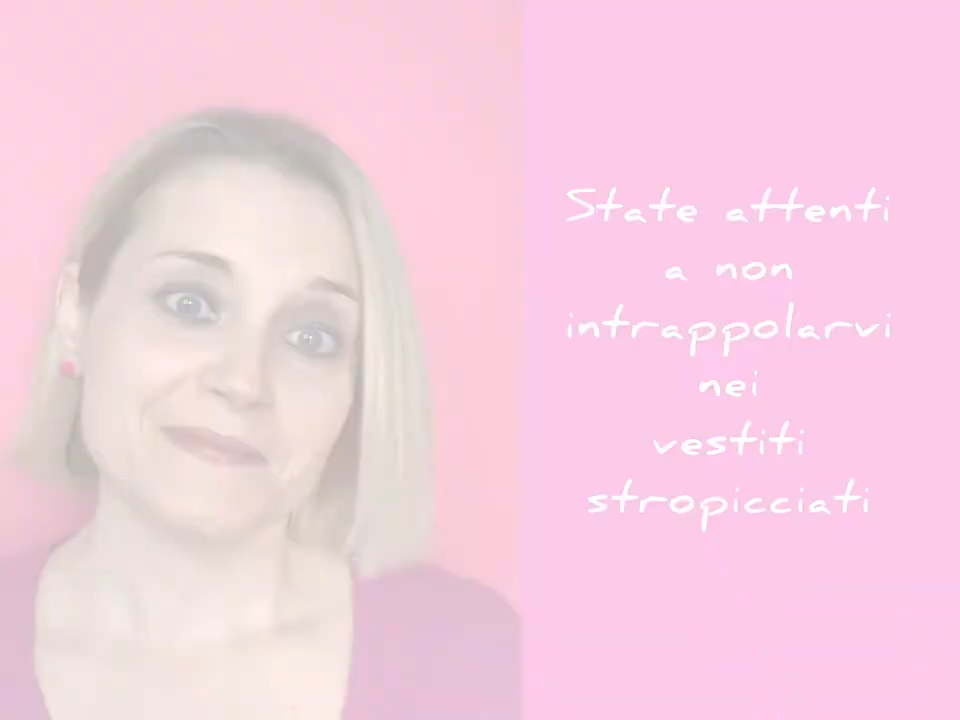 State attenti
a non
intrappolarvi
nei
vestiti
stropicciati